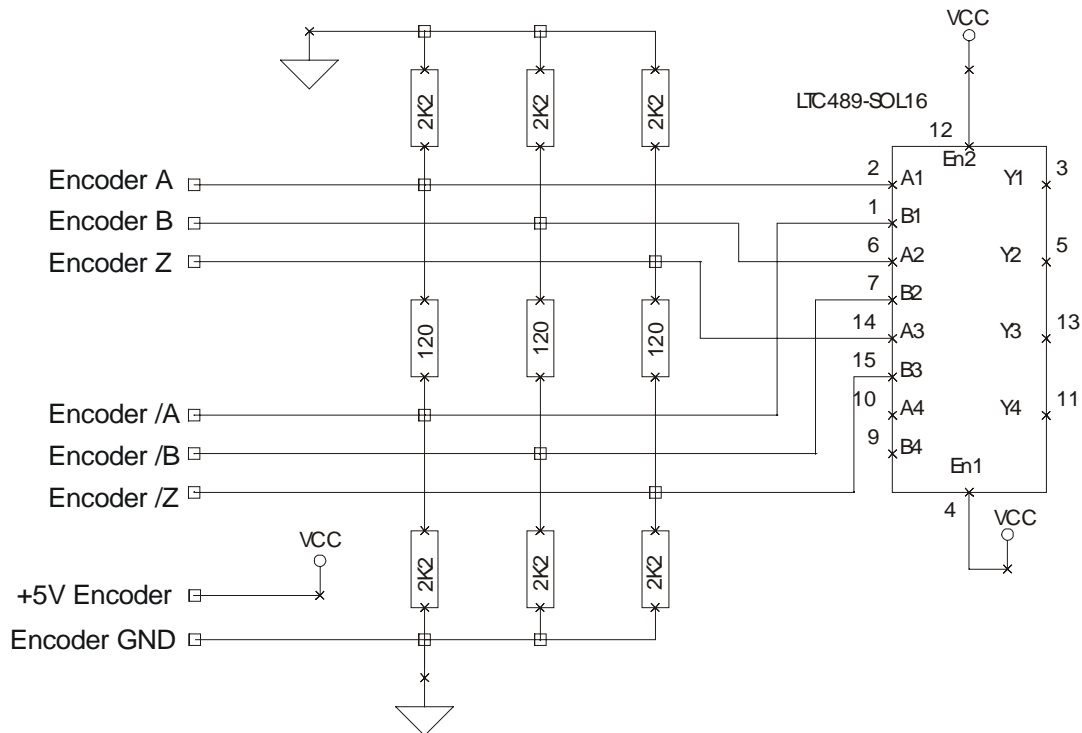 VCC
LTC489-SOL16
12
En2
2K2 2K2 2K2
Encoder A
2 A1 Y1 3
Encoder B
1 B1
Encoder Z
6 A2 Y2 5
7 B2
120 120 120
14 A3 Y3 13
15 B3
Encoder /A
10 A4 Y4 11
Encoder /B
9 B4
En1
Encoder /Z
4
VCC
VCC
2K2 2K2 2K2
+5V Encoder
Encoder GND